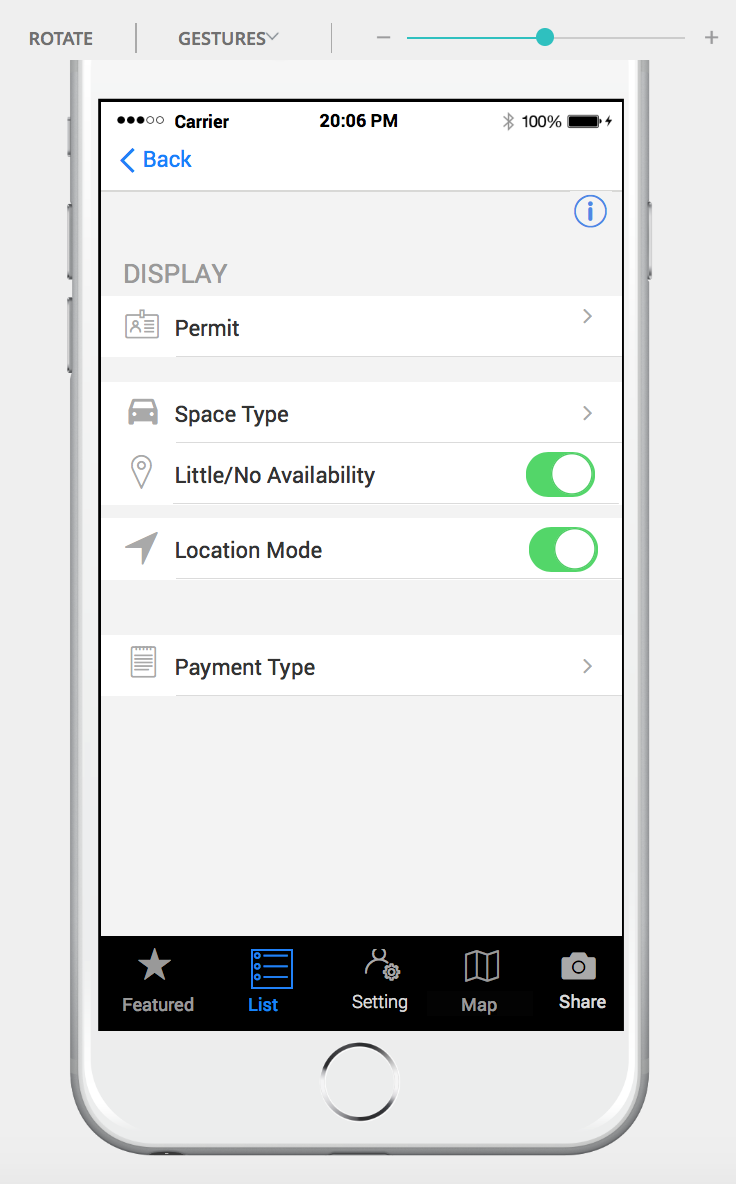 ROTATE GESTURES
Carrier 20:06 PM 100%
Back
DISPLAY
Permit
Space Type
Little/No Availability
Location Mode
Payment Type
Featured List Setting Map Share